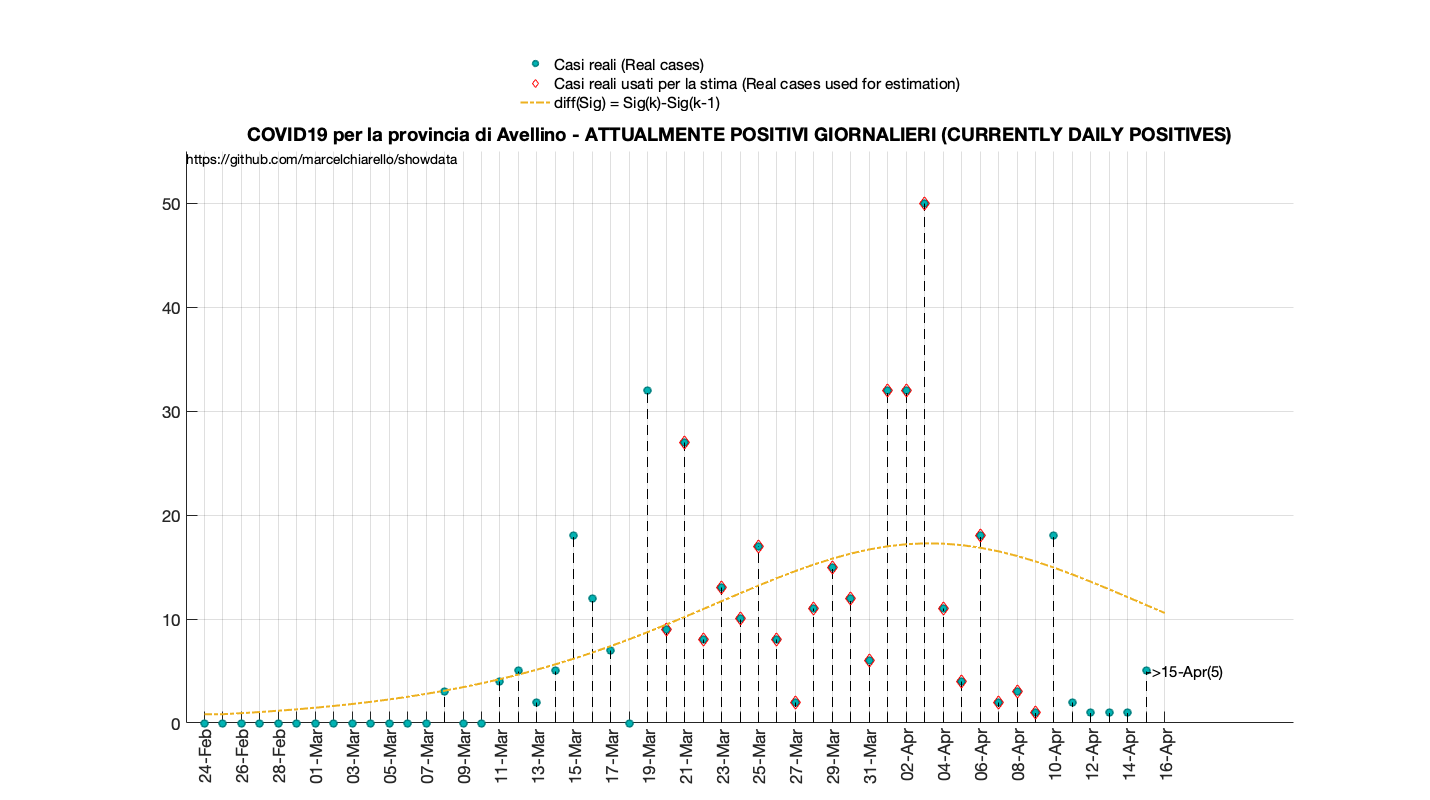 Casi reali (Real cases)
Casi reali usati per la stima (Real cases used for estimation)
diff(Sig) = Sig(k)-Sig(k-1)
COVID19 per la provincia di Avellino - ATTUALMENTE POSITIVI GIORNALIERI (CURRENTLY DAILY POSITIVES)
https://github.com/marcelchiarello/showdata
50
40
30
20
10
0
->15-Apr(5)
24-Feb
26-Feb
28-Feb
01-Mar
03-Mar
05-Mar
07-Mar
09-Mar
11-Mar
13-Mar
15-Mar
17-Mar
19-Mar
21-Mar
23-Mar
25-Mar
27-Mar
29-Mar
31-Mar
02-Apr
04-Apr
06-Apr
08-Apr
10-Apr
12-Apr
14-Apr
16-Apr